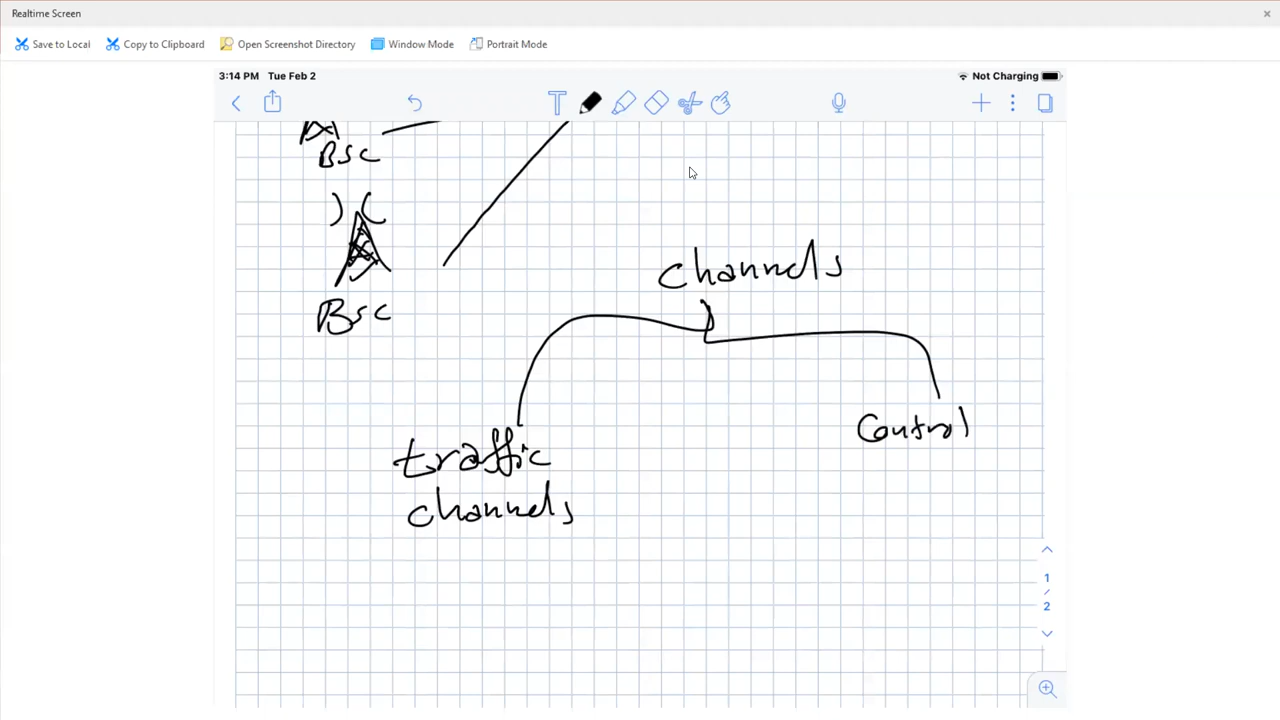 Realtime Screen
Save to Local Copy to Clipboard Open Screenshot Directory Window Mode Portrait Mode
3:14 PM Tue Feb 2 Not Charging
BSC
BSC
channels
traffic
channels
Control
1
2